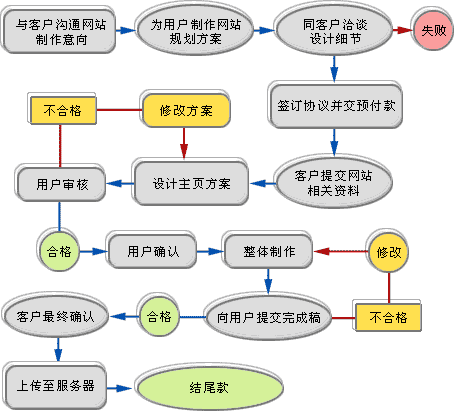 与客户沟通网站
制作意向
为用户制作网站
规划方案
同客户洽谈
设计细节
失败
签订协议并交预付款
客户提交网站
相关资料
设计主页方案
修改方案
不合格
用户审核
合格
用户确认
整体制作
修改
不合格
向用户提交完成稿
合格
客户最终确认
上传至服务器
结尾款